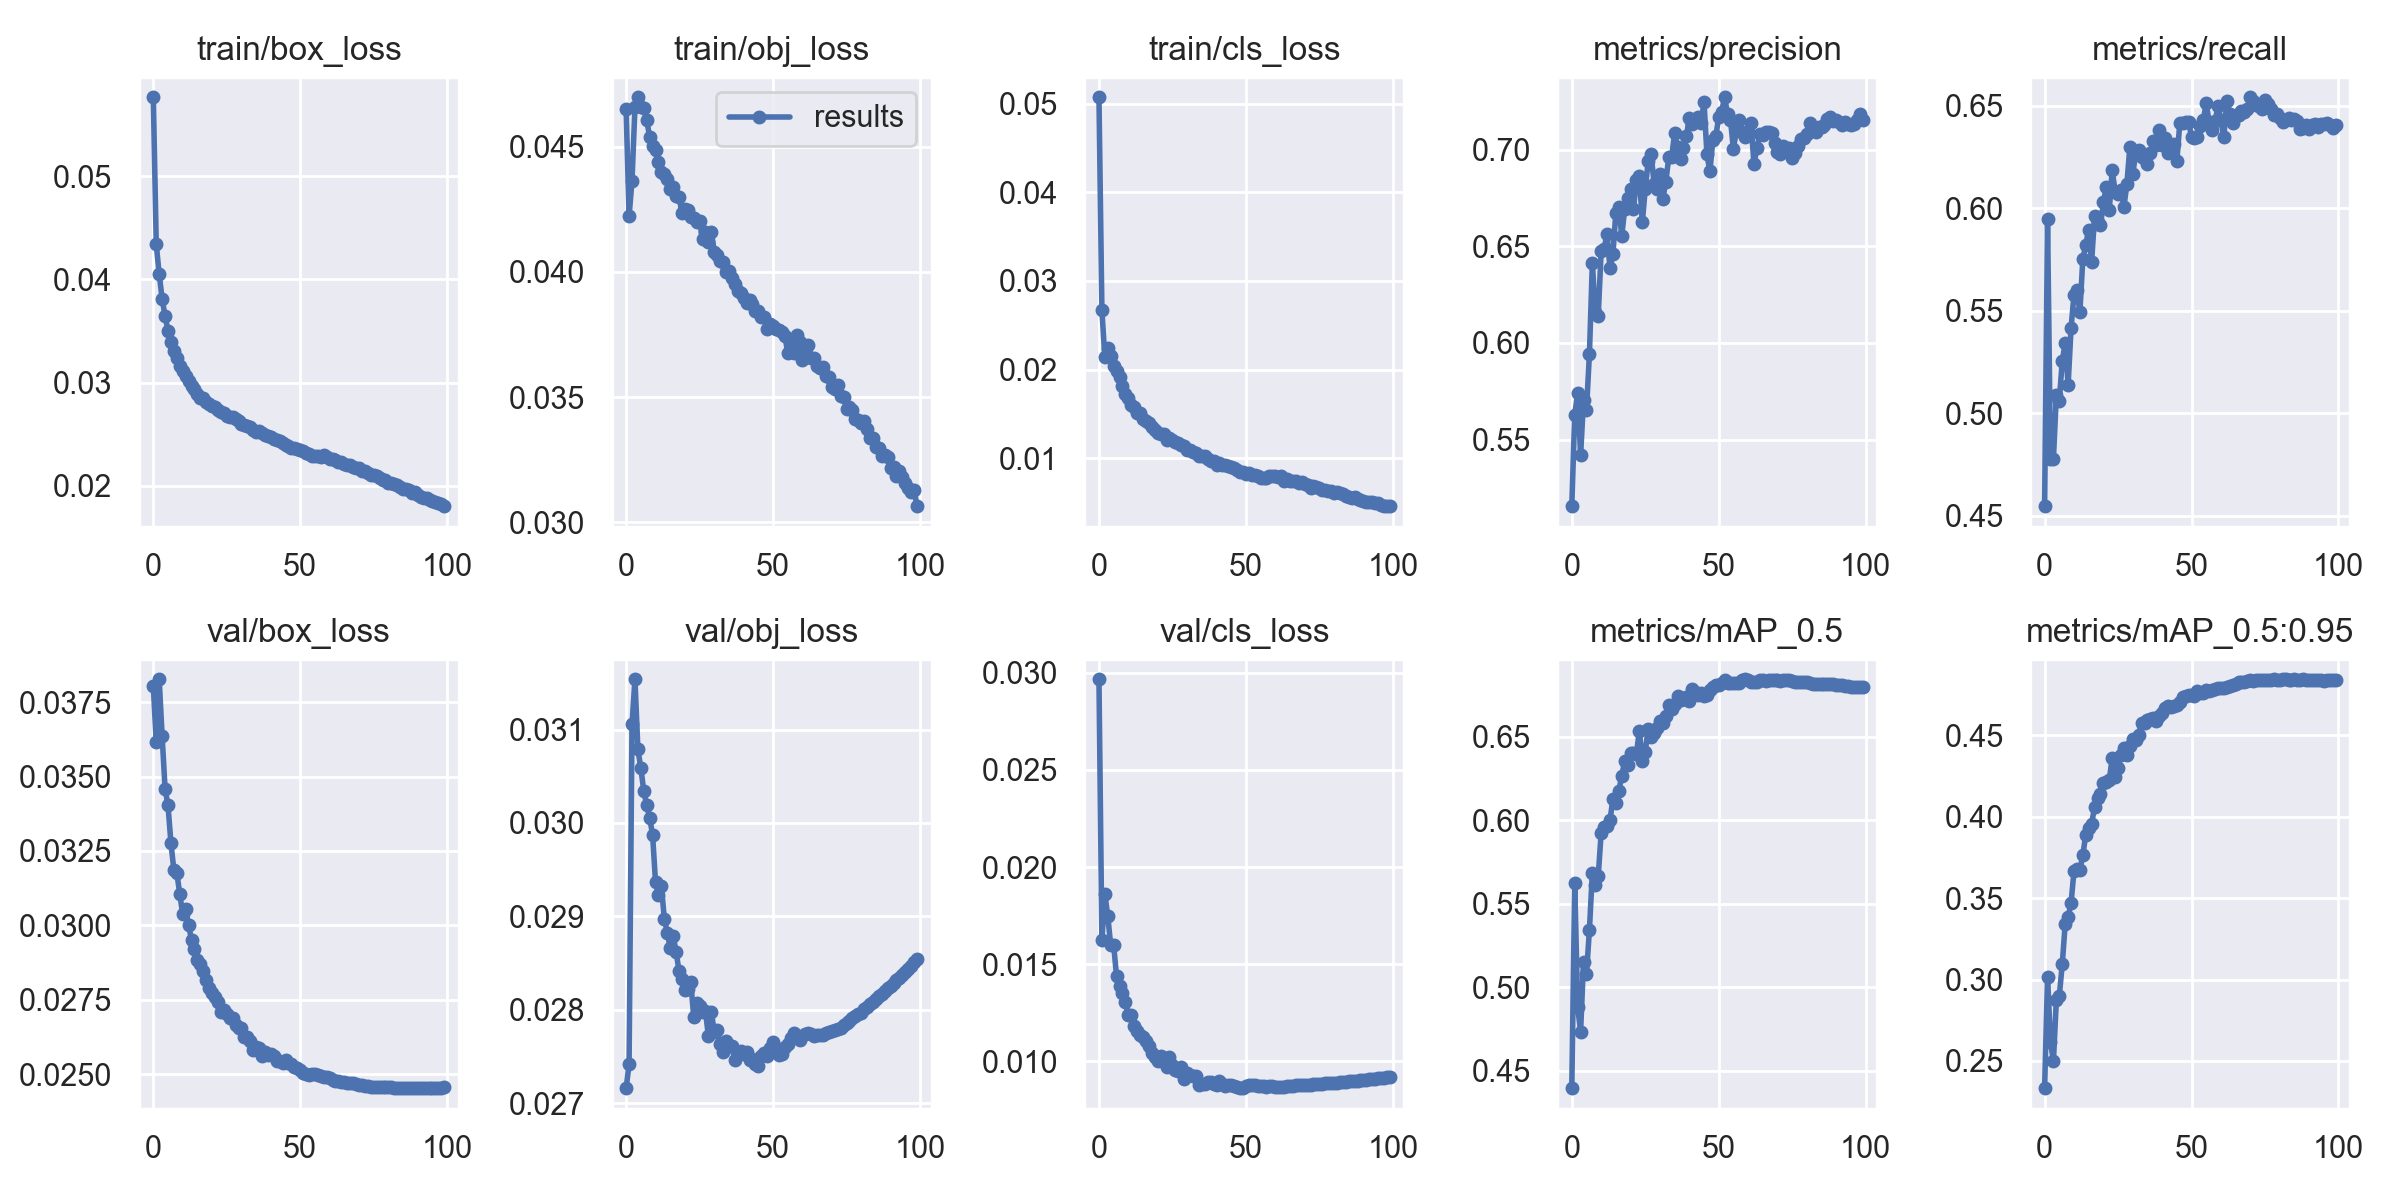 train/box_loss
0.05
0.04
0.03
0.02
0 50 100
train/obj_loss
results
0.045
0.040
0.035
0.030
0 50 100
train/cls_loss
0.05
0.04
0.03
0.02
0.01
0 50 100
metrics/precision
0.70
0.65
0.60
0.55
0 50 100
metrics/recall
0.65
0.60
0.55
0.50
0.45
0 50 100
val/box_loss
0.0375
0.0350
0.0325
0.0300
0.0275
0.0250
0 50 100
val/obj_loss
0.031
0.030
0.029
0.028
0.027
0 50 100
val/cls_loss
0.030
0.025
0.020
0.015
0.010
0 50 100
metrics/mAP_0.5
0.65
0.60
0.55
0.50
0.45
0 50 100
metrics/mAP_0.5:0.95
0.45
0.40
0.35
0.30
0.25
0 50 100